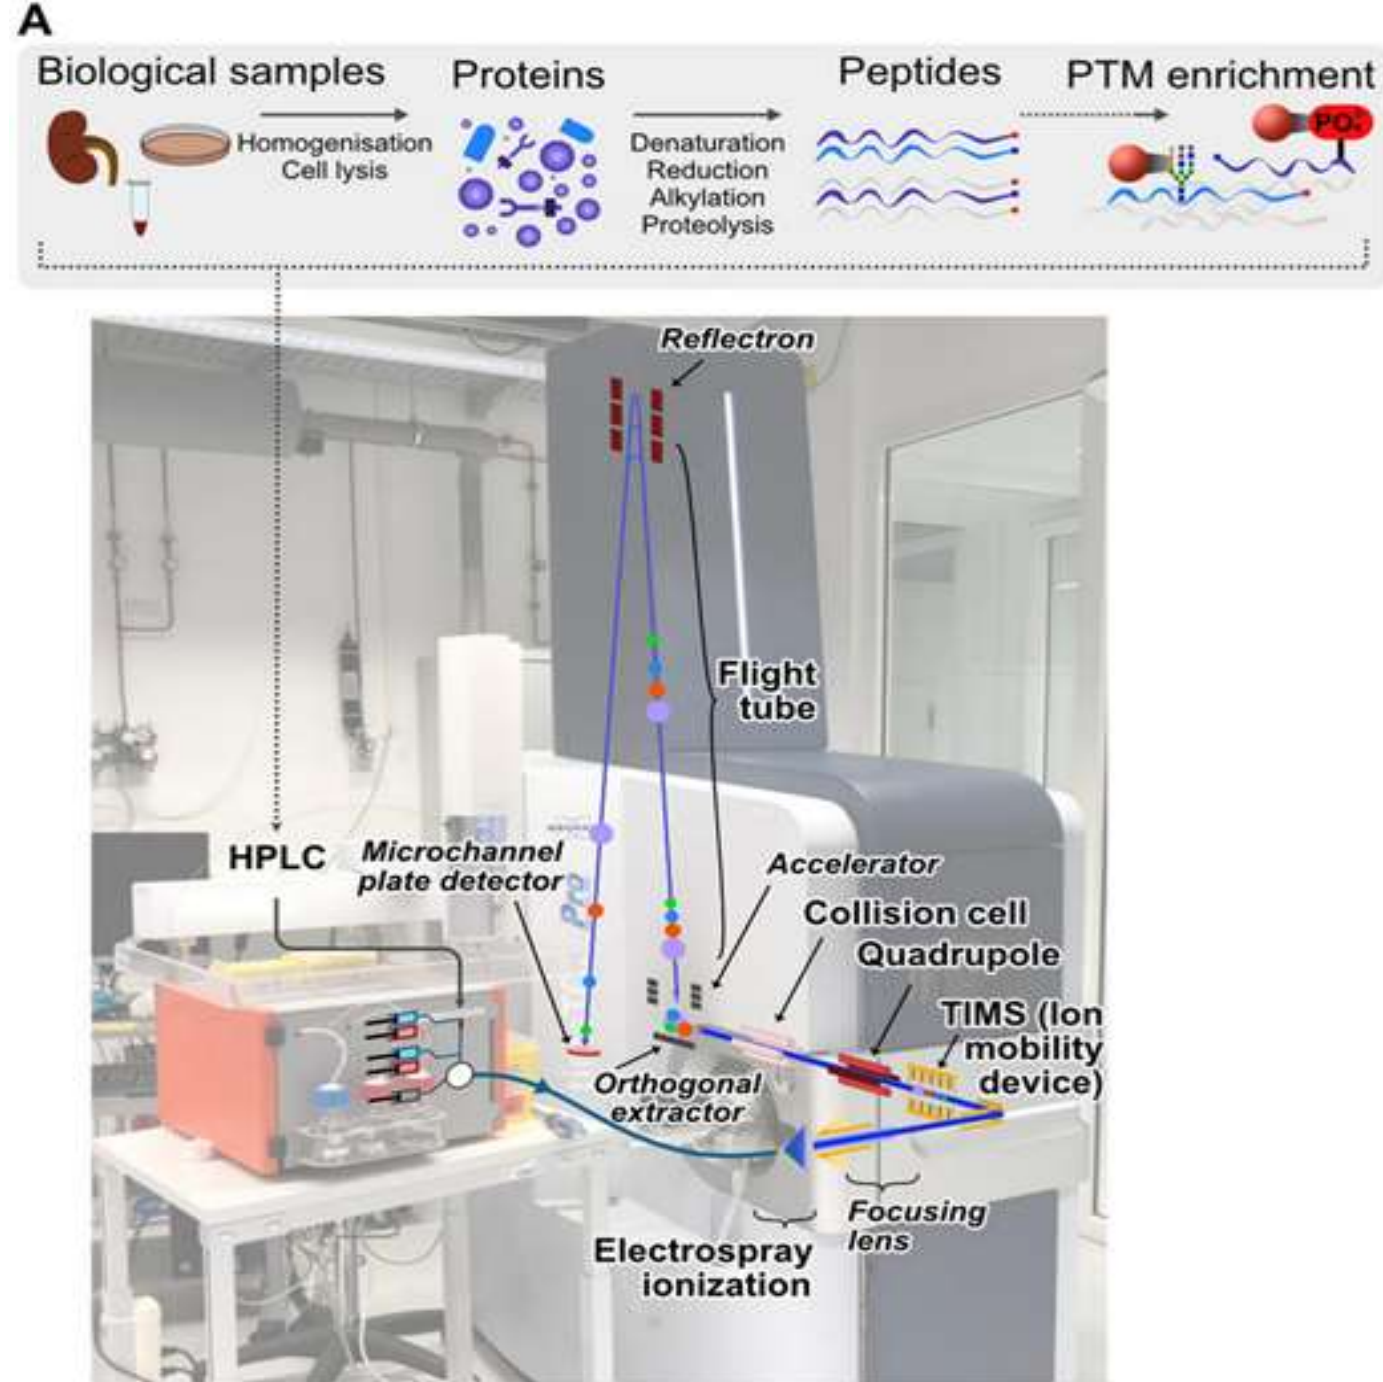 A
Biological samples
Proteins
Peptides
PTM enrichment
Homogenisation
Cell lysis
Denaturation
Reduction
Alkylation
Proteolysis
Reflectron
Flight
tube
HPLC
Microchannel
plate detector
Pro
Accelerator
Collision cell
Quadrupole
TIMS (Ion
mobility
device)
Orthogonal
extractor
Focusing
lens
Electrospray
ionization